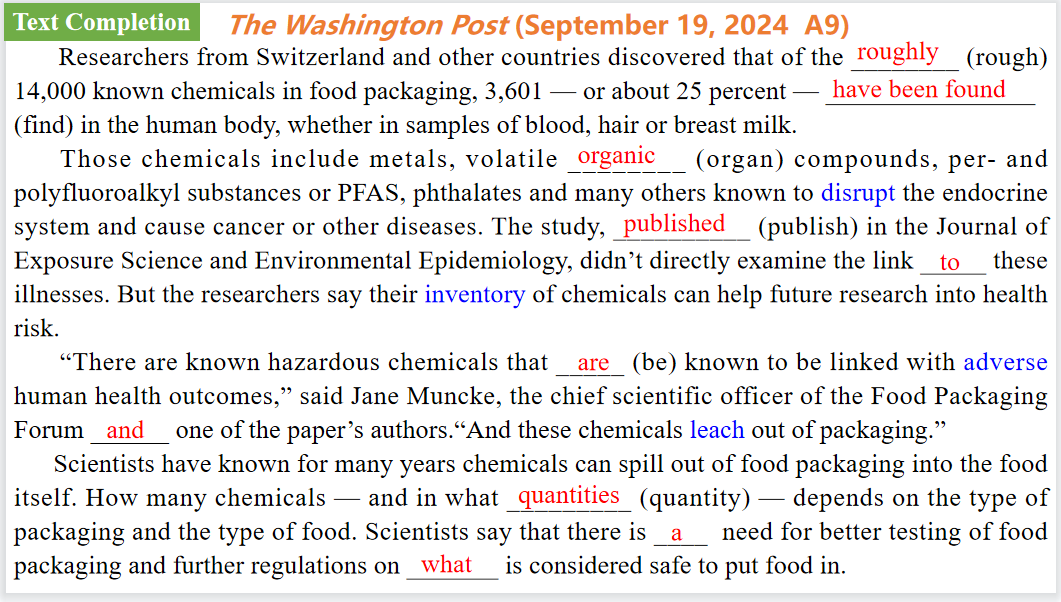 Text Completion The Washington Post (September 19, 2024 A9)
Researchers from Switzerland and other countries discovered that of the roughly (rough)
14,000 known chemicals in food packaging, 3,601 — or about 25 percent — have been found
(find) in the human body, whether in samples of blood, hair or breast milk.
Those chemicals include metals, volatile organic (organ) compounds, per- and
polyfluoroalkyl substances or PFAS, phthalates and many others known to disrupt the endocrine
system and cause cancer or other diseases. The study, published (publish) in the Journal of
Exposure Science and Environmental Epidemiology, didn’t directly examine the link to these
illnesses. But the researchers say their inventory of chemicals can help future research into health
risk.
“There are known hazardous chemicals that are (be) known to be linked with adverse
human health outcomes,” said Jane Muncke, the chief scientific officer of the Food Packaging
Forum and one of the paper’s authors.“And these chemicals leach out of packaging.”
Scientists have known for many years chemicals can spill out of food packaging into the food
itself. How many chemicals — and in what quantities (quantity) — depends on the type of
packaging and the type of food. Scientists say that there is a need for better testing of food
packaging and further regulations on what is considered safe to put food in.